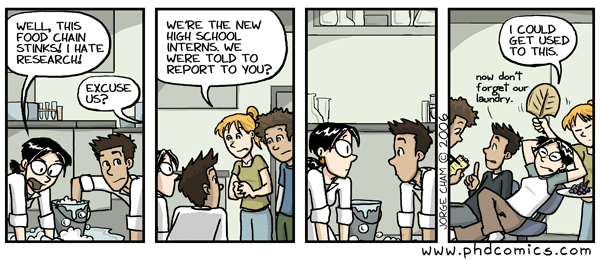 WELL, THIS
FOOD CHAIN
STINKS! I HATE
RESEARCH!
EXCUSE
US?
WE'RE THE NEW
HIGH SCHOOL
INTERNS. WE
WERE TOLD TO
REPORT TO YOU?
JORGE CHAM © 2006
I COULD
GET USED
TO THIS.
now don't
forget our
laundry.
www.phdcomics.com